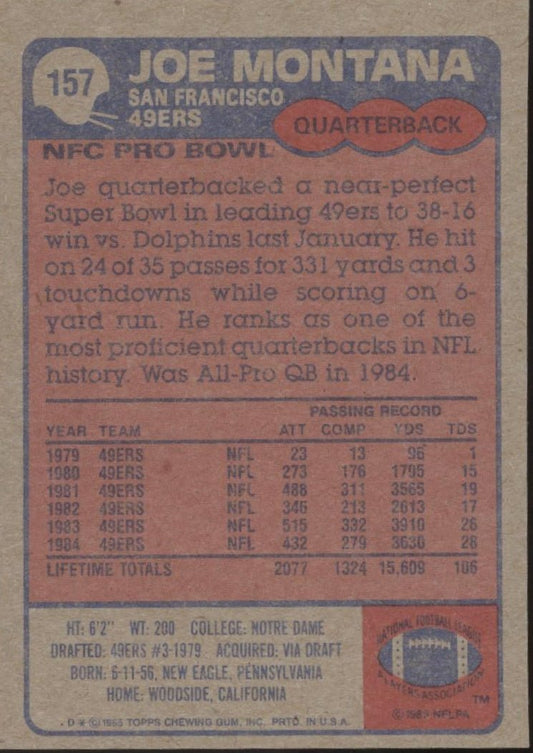 157
JOE MONTANA
SAN FRANCISCO
49ERS
QUARTERBACK
NFC PRO BOWL
Joe quarterbacked a near-perfect
Super Bowl in leading 49ers to 38-16
win vs. Dolphins last January. He hit
on 24 of 35 passes for 331 yards and 3
touchdowns while scoring on 6-
yard run. He ranks as one of the
most proficient quarterbacks in NFL
history. Was All-Pro QB in 1984.
PASSING RECORD
YEAR TEAM ATT COMP YDS TDS
1979 49ERS NFL 23 13 96 1
1980 49ERS NFL 273 176 1795 15
1981 49ERS NFL 488 311 3565 19
1982 49ERS NFL 346 213 2613 17
1983 49ERS NFL 515 332 3910 26
1984 49ERS NFL 432 279 3630 28
LIFETIME TOTALS 2077 1324 15,609 106
HT: 6'2" WT: 200 COLLEGE: NOTRE DAME
DRAFTED: 49ERS #3-1979 ACQUIRED: VIA DRAFT
BORN: 6-11-56, NEW EAGLE, PENNSYLVANIA
HOME: WOODSIDE, CALIFORNIA
D * © 1985 TOPPS CHEWING GUM, INC. PRTD. IN U.S.A.
NATIONAL FOOTBALL LEAGUE
PLAYERS ASSOCIATION
TM
© 1985 NFLPA